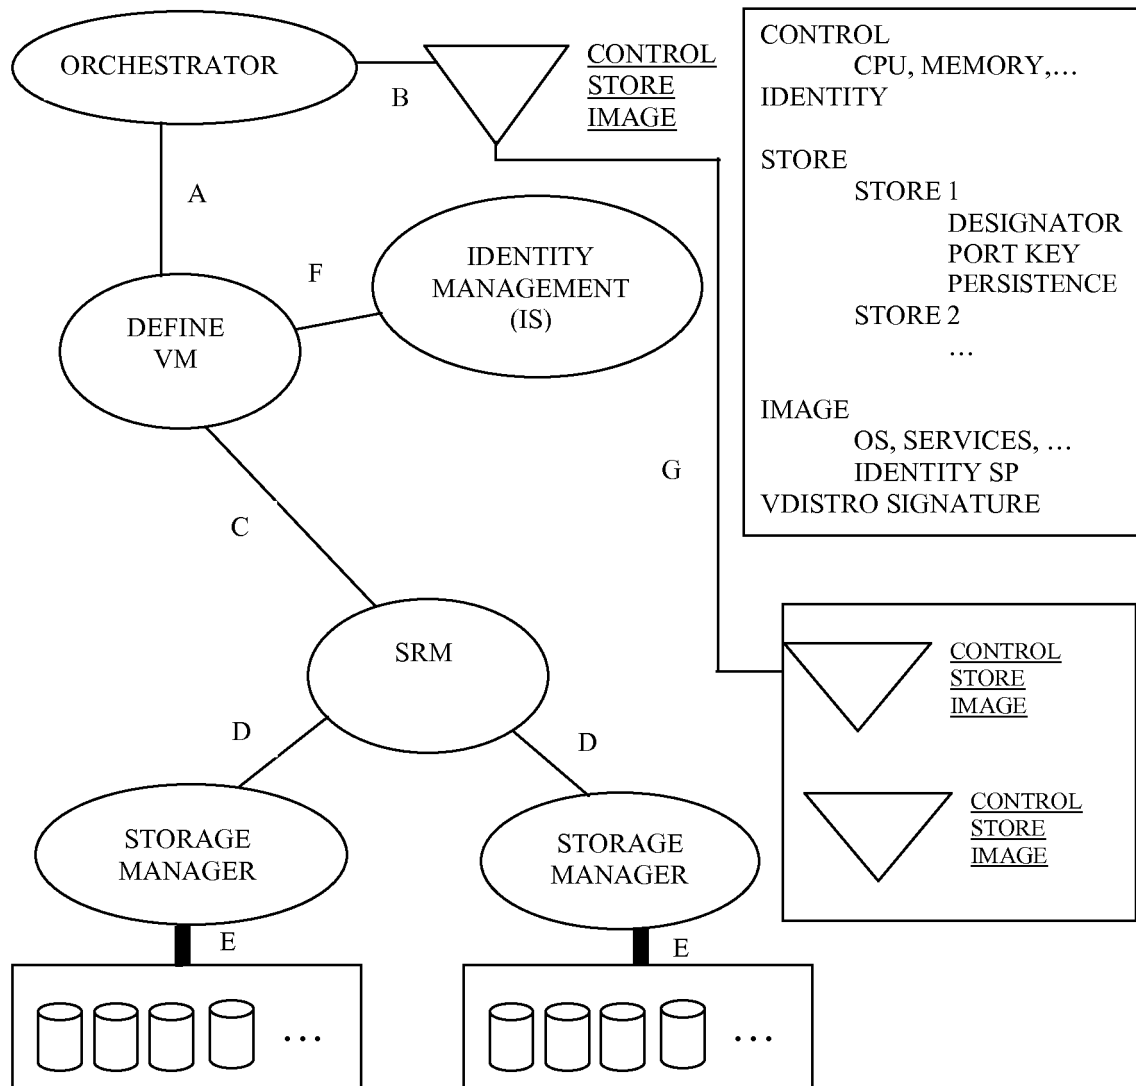 ORCHESTRATOR
B
CONTROL
STORE
IMAGE
CONTROL
CPU, MEMORY,…
IDENTITY
STORE
STORE 1
DESIGNATOR
PORT KEY
PERSISTENCE
STORE 2
…
IMAGE
OS, SERVICES, …
IDENTITY SP
VDISTRO SIGNATURE
A
F
IDENTITY
MANAGEMENT
(IS)
DEFINE
VM
G
C
SRM
CONTROL
STORE
IMAGE
D
D
CONTROL
STORE
IMAGE
STORAGE
MANAGER
STORAGE
MANAGER
E
E
…
…